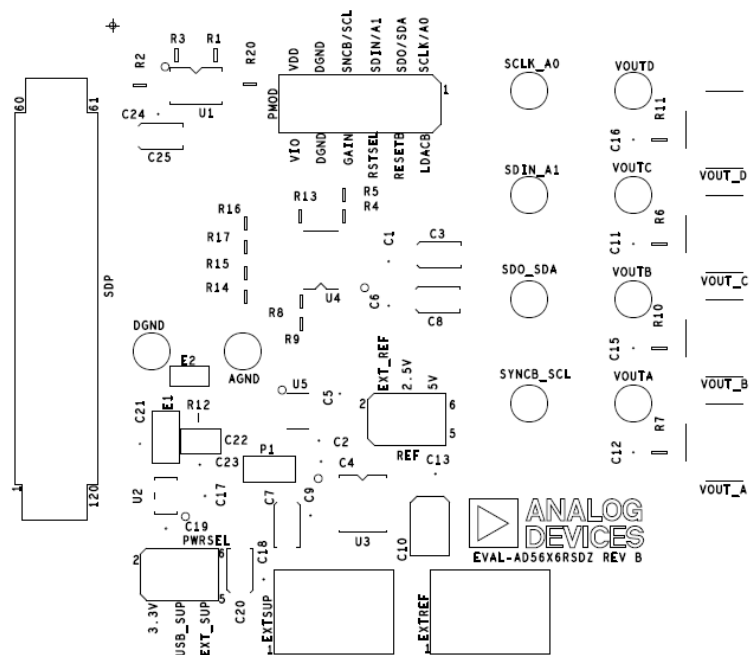 R2
R3
R1
R20
VDD
DGND
SNCB/SCL
SDIN/A1
SDO/SDA
SCLK/A0
SCLK_A0
VOUTD
60
61
U1
PMOD
1
R11
C24
C25
C16
VIO
DGND
GAIN
RSTSEL
RESETB
LDACB
SDIN_A1
VOUTC
VOUT_D
R16
R13
R5
R4
R17
C1
C3
R6
C11
R15
SDP
R14
U4
C6
C8
SDO_SDA
VOUTB
VOUT_C
R8
R9
R10
C15
DGND
AGND
E2
EXT_REF
2.5V
5V
SYNCB_SCL
VOUTA
VOUT_B
C21
E1
R12
U5
C5
2
6
5
REF
R7
C22
C2
C12
C23
P1
C4
C13
1
120
U2
C17
C7
C9
VOUT_A
C19
PWRSEL
C18
U3
C10
ANALOG
DEVICES
EVAL-AD56X6RSDZ REV B
2
6
5
3.3V
USB_SUP
EXT_SUP
C20
EXTSUP
1
EXTREF
1